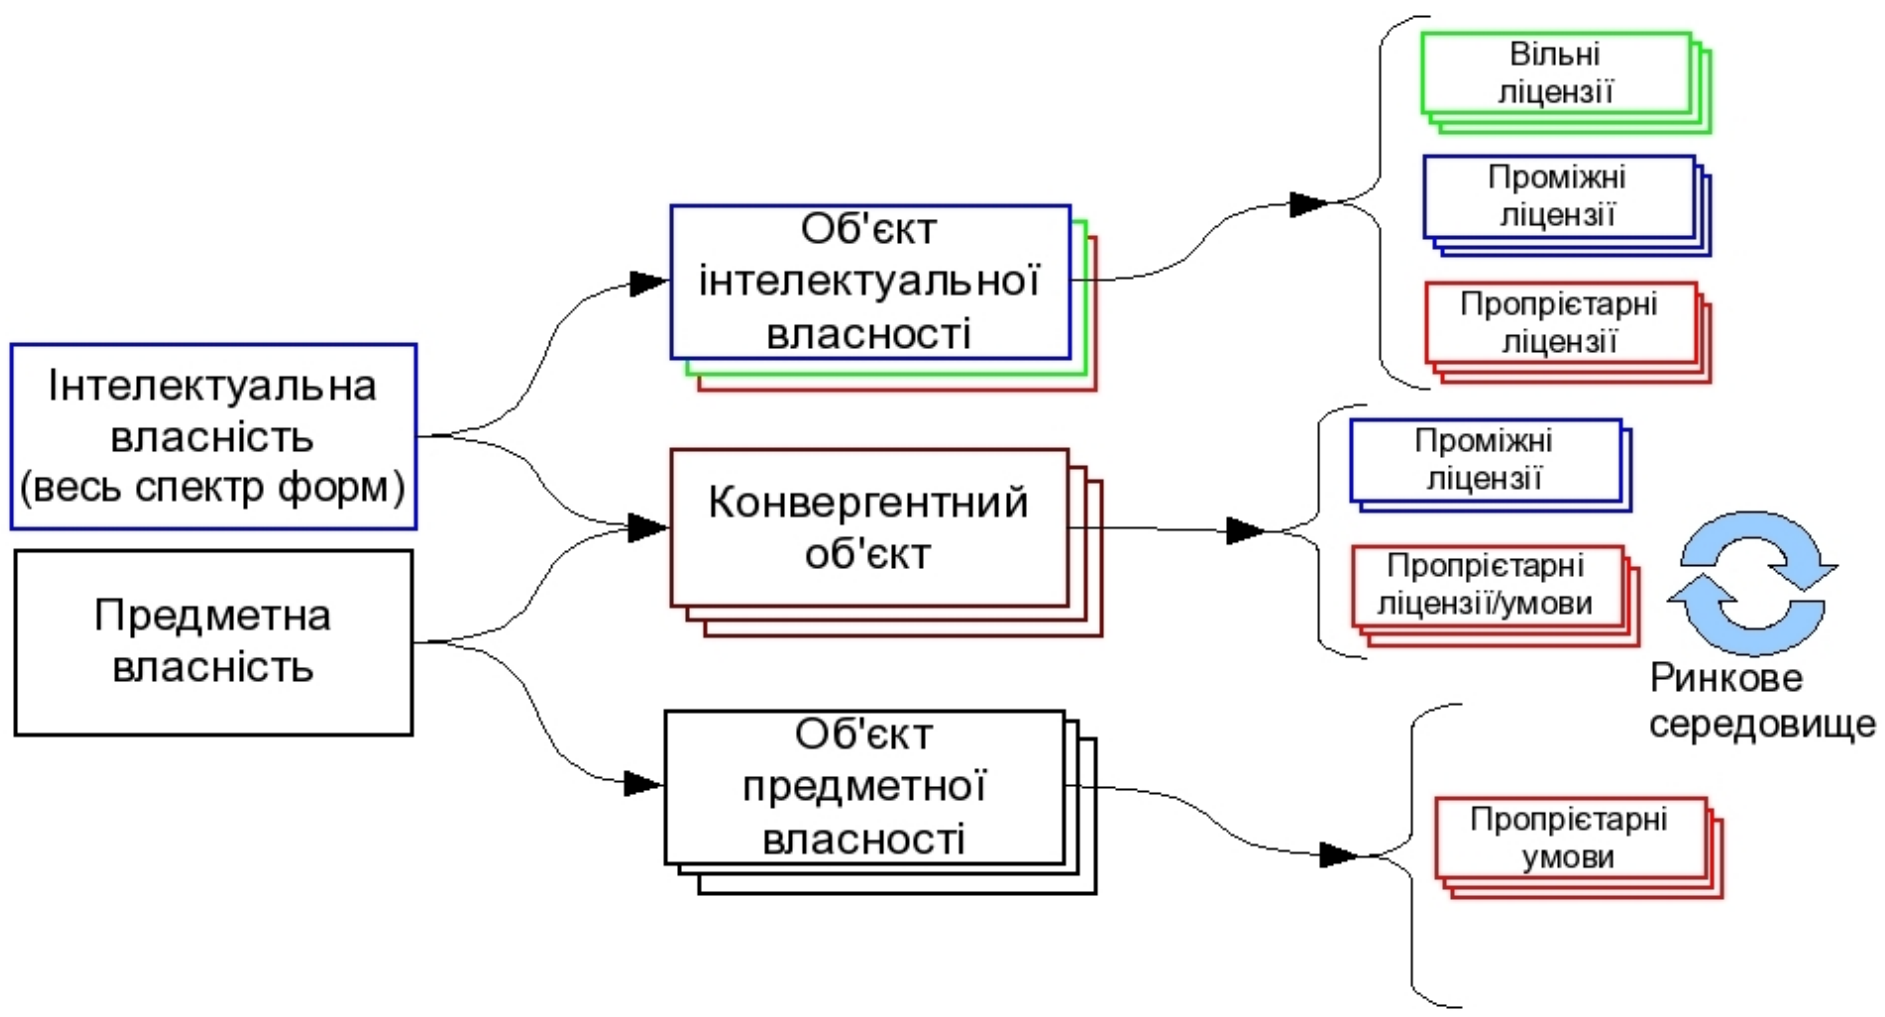 Вільні
ліцензії
Проміжні
ліцензії
Пропрієтарні
ліцензії
Об'єкт
інтелектуальної
власності
Інтелектуальна
власність
(весь спектр форм)
Конвергентний
об'єкт
Проміжні
ліцензії
Пропрієтарні
ліцензії/умови
Предметна
власність
Ринкове
середовище
Об'єкт
предметної
власності
Пропрієтарні
умови